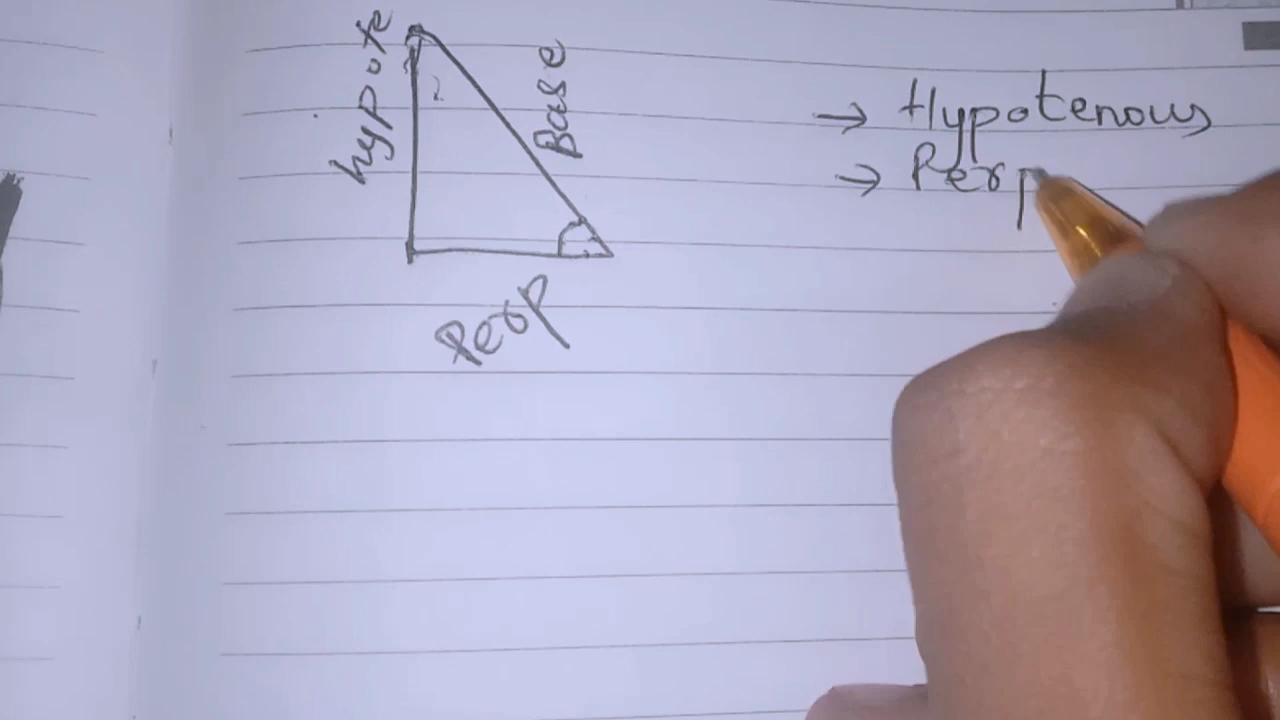 hypote
Base
Perp
→ Hypotenous
→ Perp